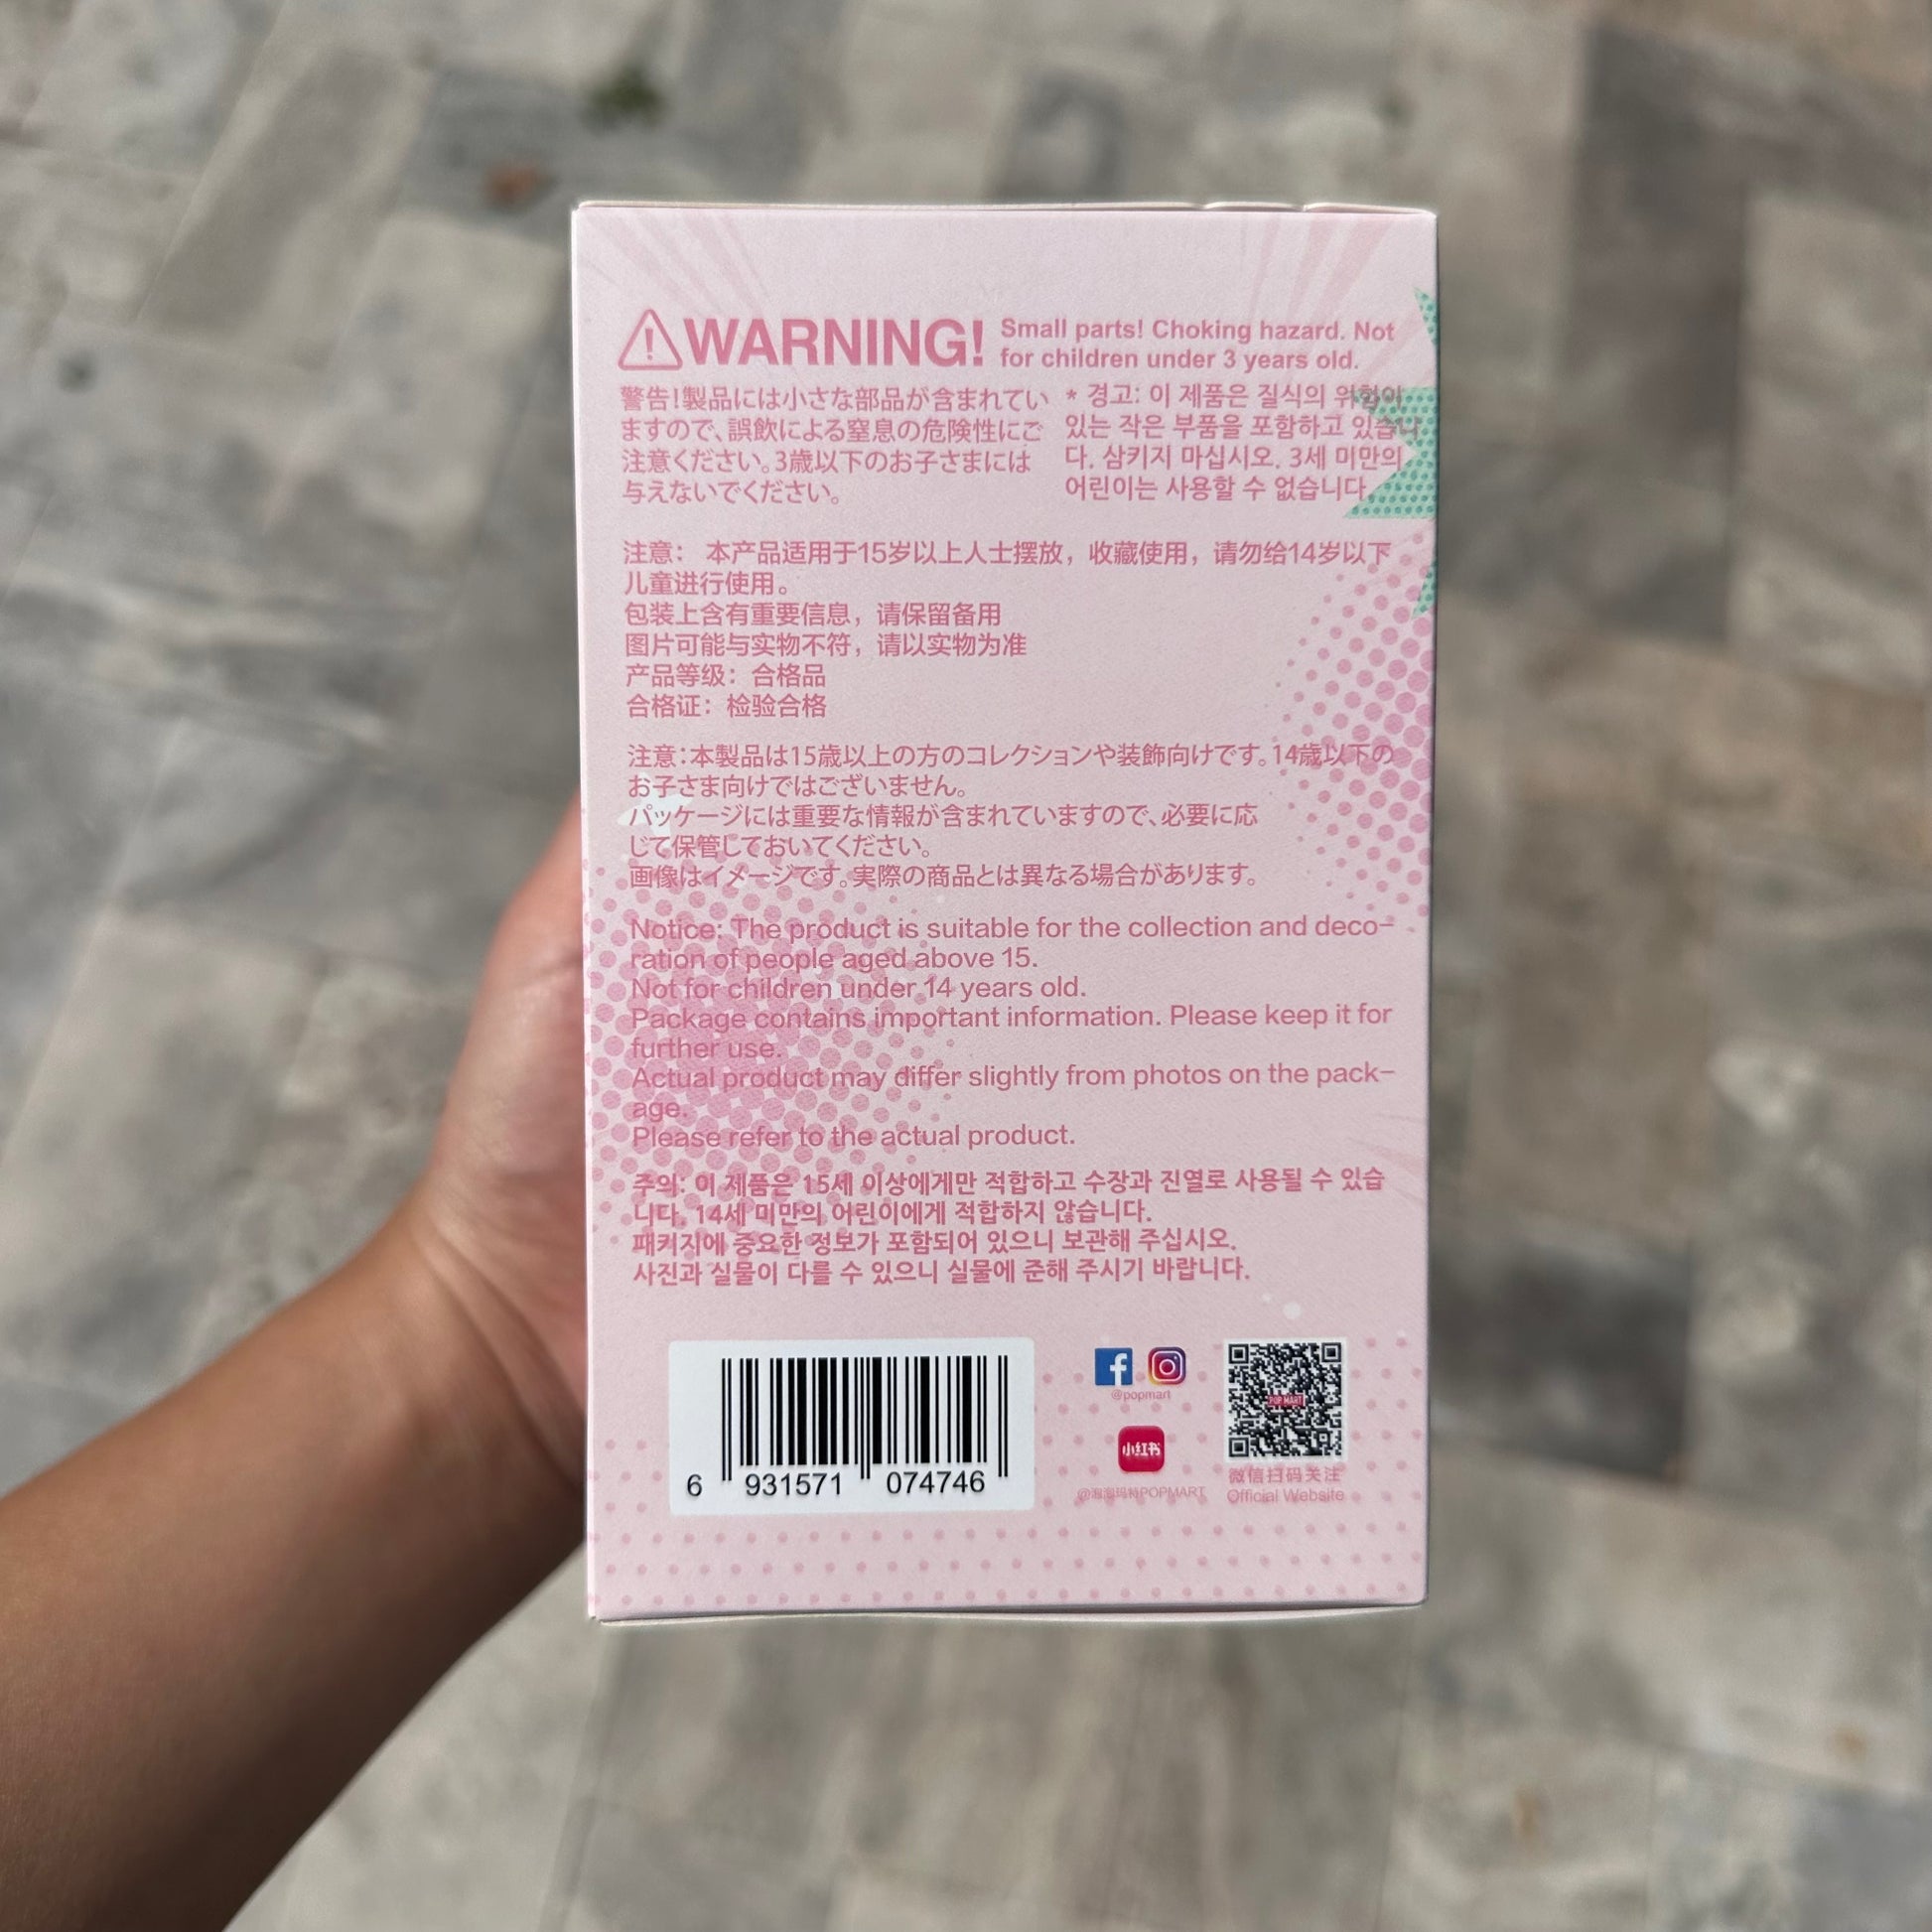 WARNING! Small parts! Choking hazard. Not
for children under 3 years old.
警告!製品には小さな部品が含まれてい
ますので、誤飲による窒息の危険性にご
注意ください。3歳以下のお子さまには
与えないでください。
* 경고: 이 제품은 질식의 위험이
있는 작은 부품을 포함하고 있습니
다. 삼키지 마십시오. 3세 미만의
어린이는 사용할 수 없습니다
注意： 本产品适用于15岁以上人士摆放，收藏使用，请勿给14岁以下
儿童进行使用。
包装上含有重要信息，请保留备用
图片可能与实物不符，请以实物为准
产品等级：合格品
合格证：检验合格
注意：本製品は15歳以上の方のコレクションや装飾向けです。14歳以下の
お子さま向けではございません。
パッケージには重要な情報が含まれていますので、必要に応
じて保管しておいてください。
画像はイメージです。実際の商品とは異なる場合があります。
Notice: The product is suitable for the collection and deco-
ration of people aged above 15.
Not for children under 14 years old.
Package contains important information. Please keep it for
further use.
Actual product may differ slightly from photos on the pack-
age.
Please refer to the actual product.
주의: 이 제품은 15세 이상에게만 적합하고 수장과 진열로 사용될 수 있습
니다. 14세 미만의 어린이에게 적합하지 않습니다.
패커지에 중요한 정보가 포함되어 있으니 보관해 주십시오.
사진과 실물이 다를 수 있으니 실물에 준해 주시기 바랍니다.
6 931571 074746
@popmart
小红书
@泡泡玛特POPMART
POP MART
微信扫码关注
Official Website